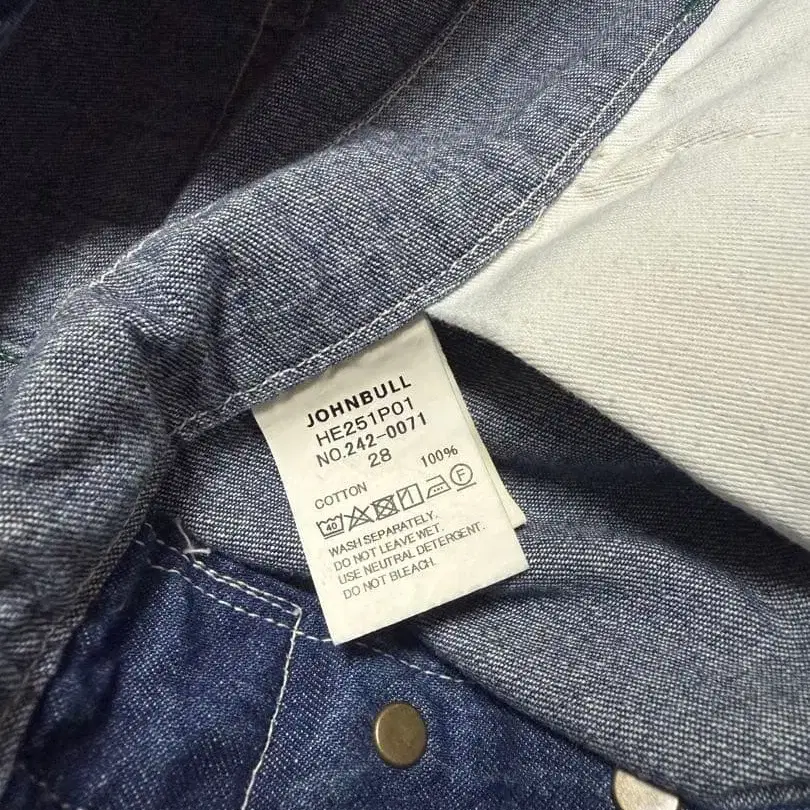 JOHNBULL
HE251P01
NO.242-0071
28
COTTON 100%
40 F
WASH SEPARATELY.
DO NOT LEAVE WET.
USE NEUTRAL DETERGENT.
DO NOT BLEACH.